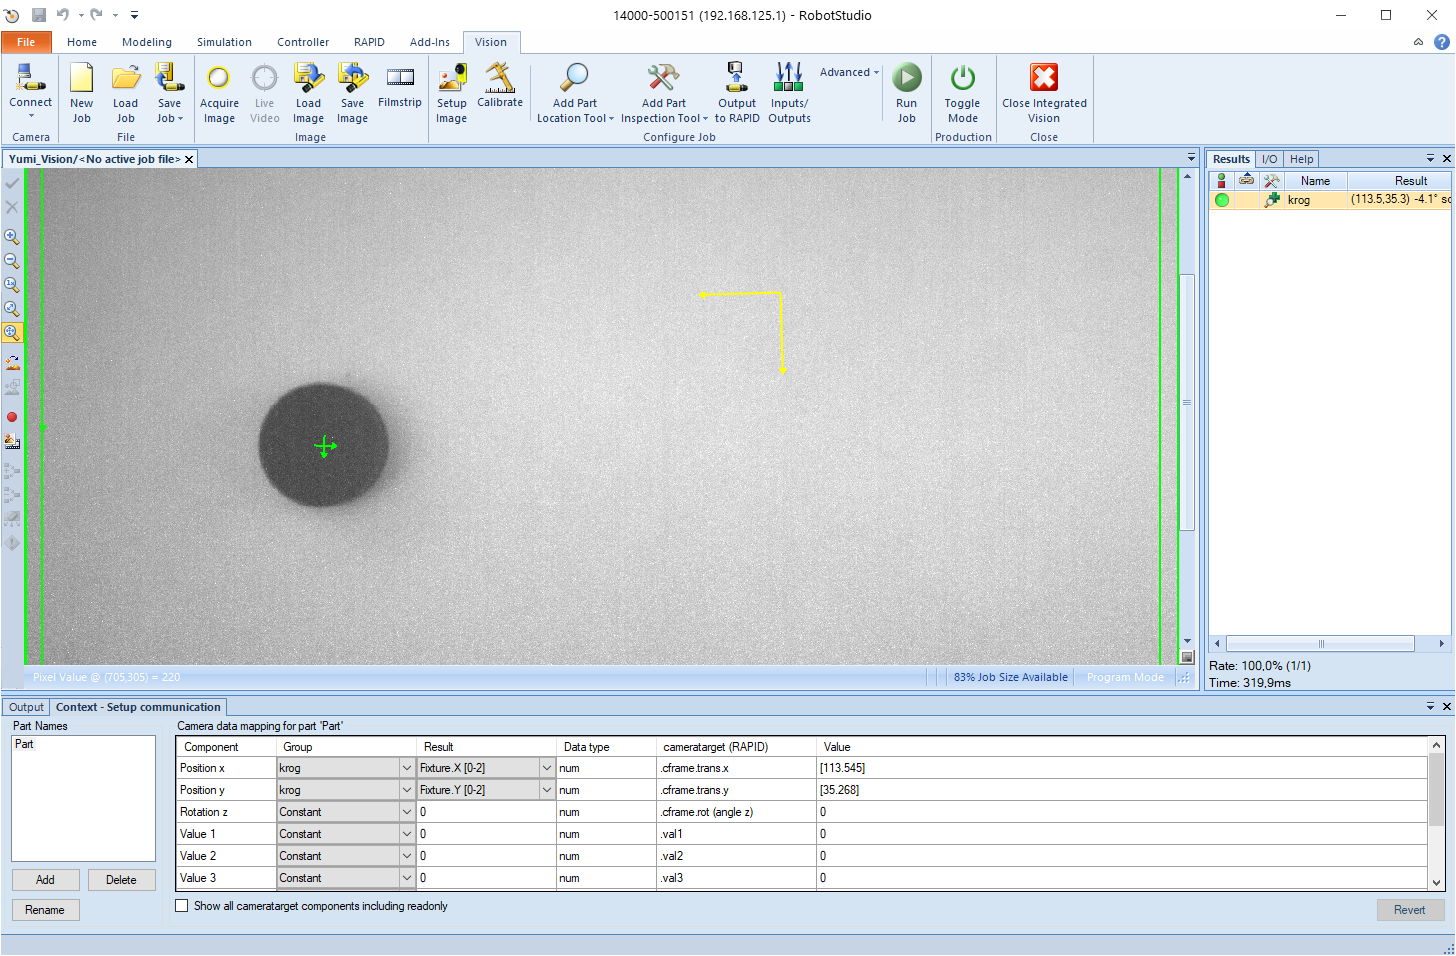 14000-500151 (192.168.125.1) - RobotStudio
File Home Modeling Simulation Controller RAPID Add-Ins Vision
Connect
New Job
Load Job
Save Job
Acquire Image
Live Video
Load Image
Save Image
Filmstrip
Setup Image
Calibrate
Add Part Location Tool
Add Part Inspection Tool
Output to RAPID
Inputs/ Outputs
Advanced
Run Job
Toggle Mode
Close Integrated Vision
Camera File Image Configure Job Production Close
Yumi_Vision/<No active job file>
Results I/O Help
Name Result
krog (113.5,35.3) -4.1° sc
Pixel Value @ (705,305) = 220
83% Job Size Available
Program Mode
Rate: 100,0% (1/1)
Time: 319,9ms
Output Context - Setup communication
Part Names
Part
Add Delete
Rename
Camera data mapping for part 'Part'
Component Group Result Data type cameratarget (RAPID) Value
Position x krog Fixture.X [0-2] num .cframe.trans.x [113.545]
Position y krog Fixture.Y [0-2] num .cframe.trans.y [35.268]
Rotation z Constant 0 num .cframe.rot (angle z) 0
Value 1 Constant 0 num .val1 0
Value 2 Constant 0 num .val2 0
Value 3 Constant 0 num .val3 0
Show all cameratarget components including readonly
Revert